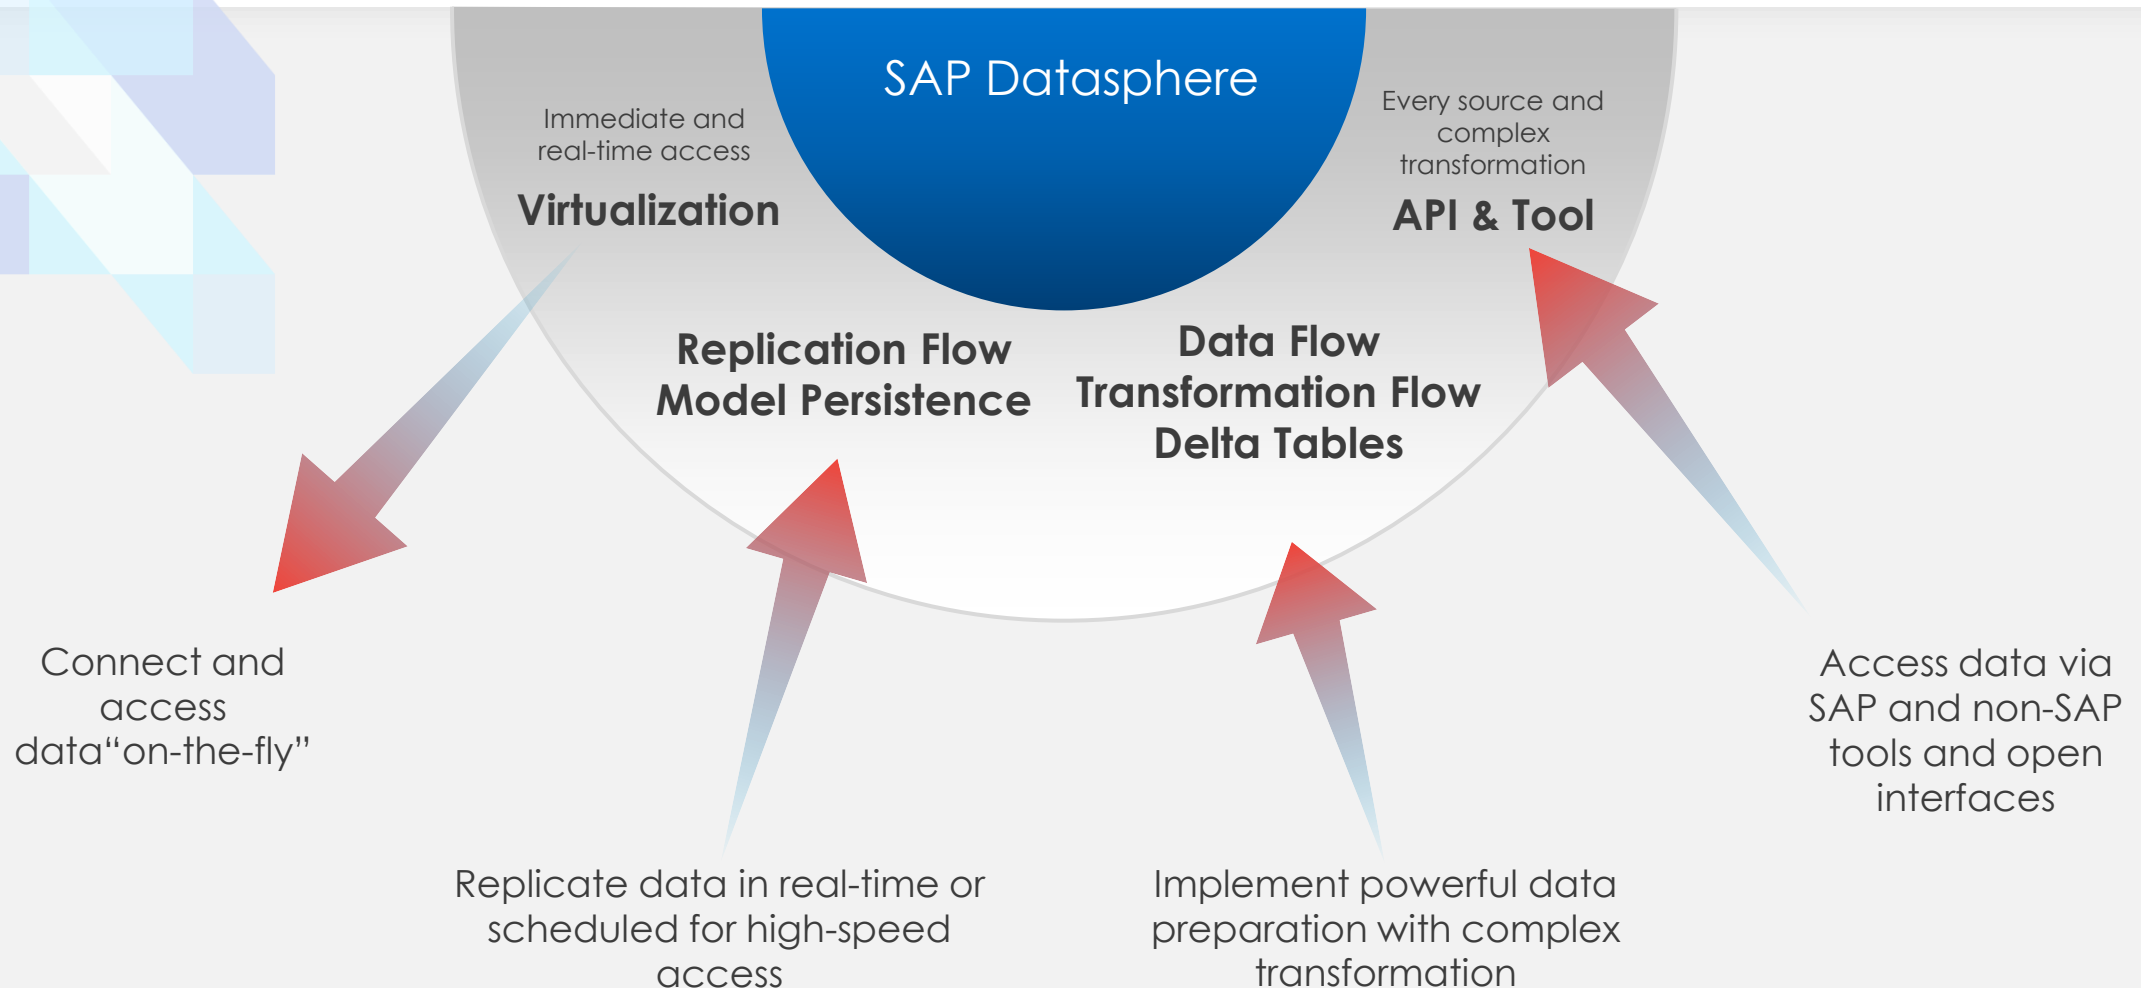 SAP Datasphere
Immediate and
real-time access
Virtualization
Every source and
complex
transformation
API & Tool
Replication Flow
Model Persistence
Data Flow
Transformation Flow
Delta Tables
Connect and
access
data“on-the-fly”
Replicate data in real-time or
scheduled for high-speed
access
Implement powerful data
preparation with complex
transformation
Access data via
SAP and non-SAP
tools and open
interfaces